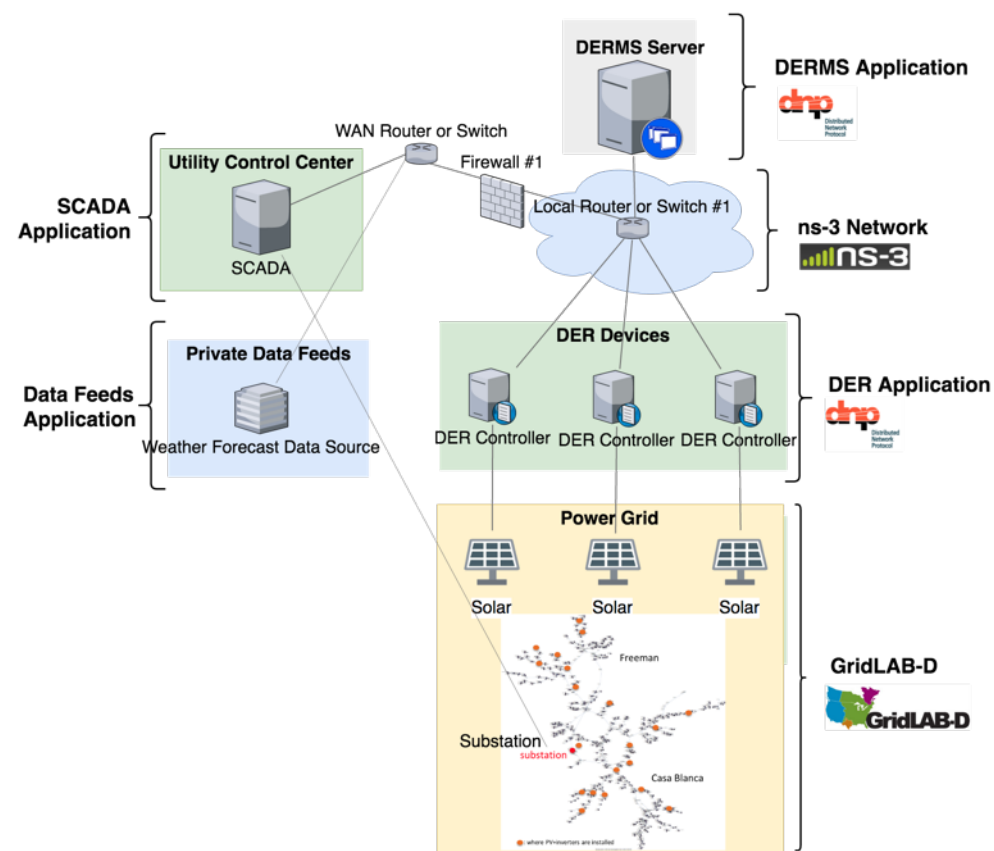 DERMS Server
DERMS Application
dnp
Distributed
Network
Protocol
WAN Router or Switch
Utility Control Center
Firewall #1
SCADA
Application
Local Router or Switch #1
ns-3 Network
NS-3
SCADA
DER Devices
Private Data Feeds
Data Feeds
Application
DER Application
dnp
Distributed
Network
Protocol
Weather Forecast Data Source
DER Controller
DER Controller
DER Controller
Power Grid
Solar
Solar
Solar
Freeman
GridLAB-D
GridLAB-D
Substation
substation
Casa Blanca
: where PV+inverters are installed